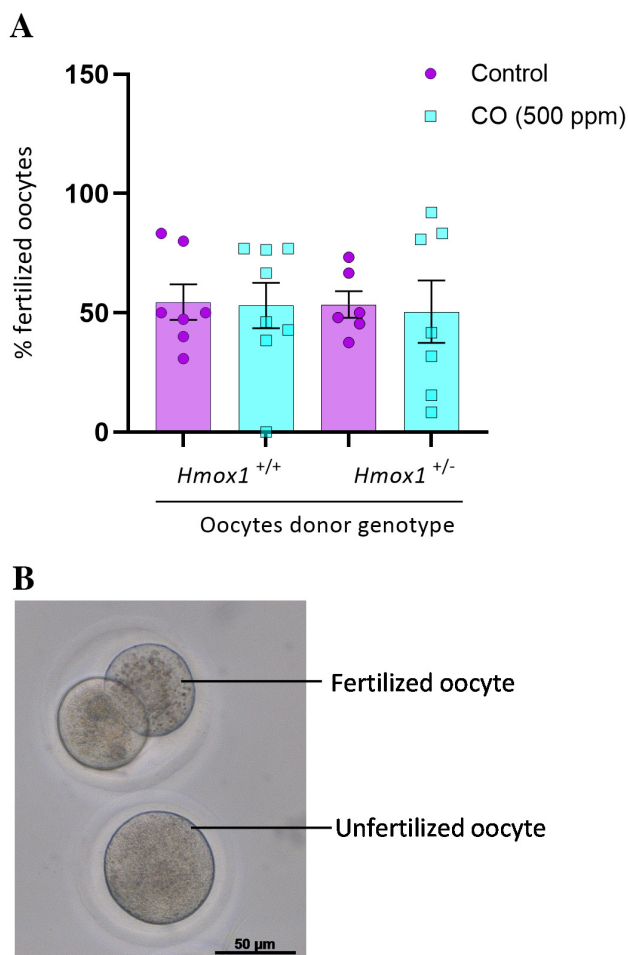 A
150
100
50
0
% fertilized oocytes
Control
CO (500 ppm)
Hmox1 +/+
Hmox1 +/-
Oocytes donor genotype
B
Fertilized oocyte
Unfertilized oocyte
50 µm